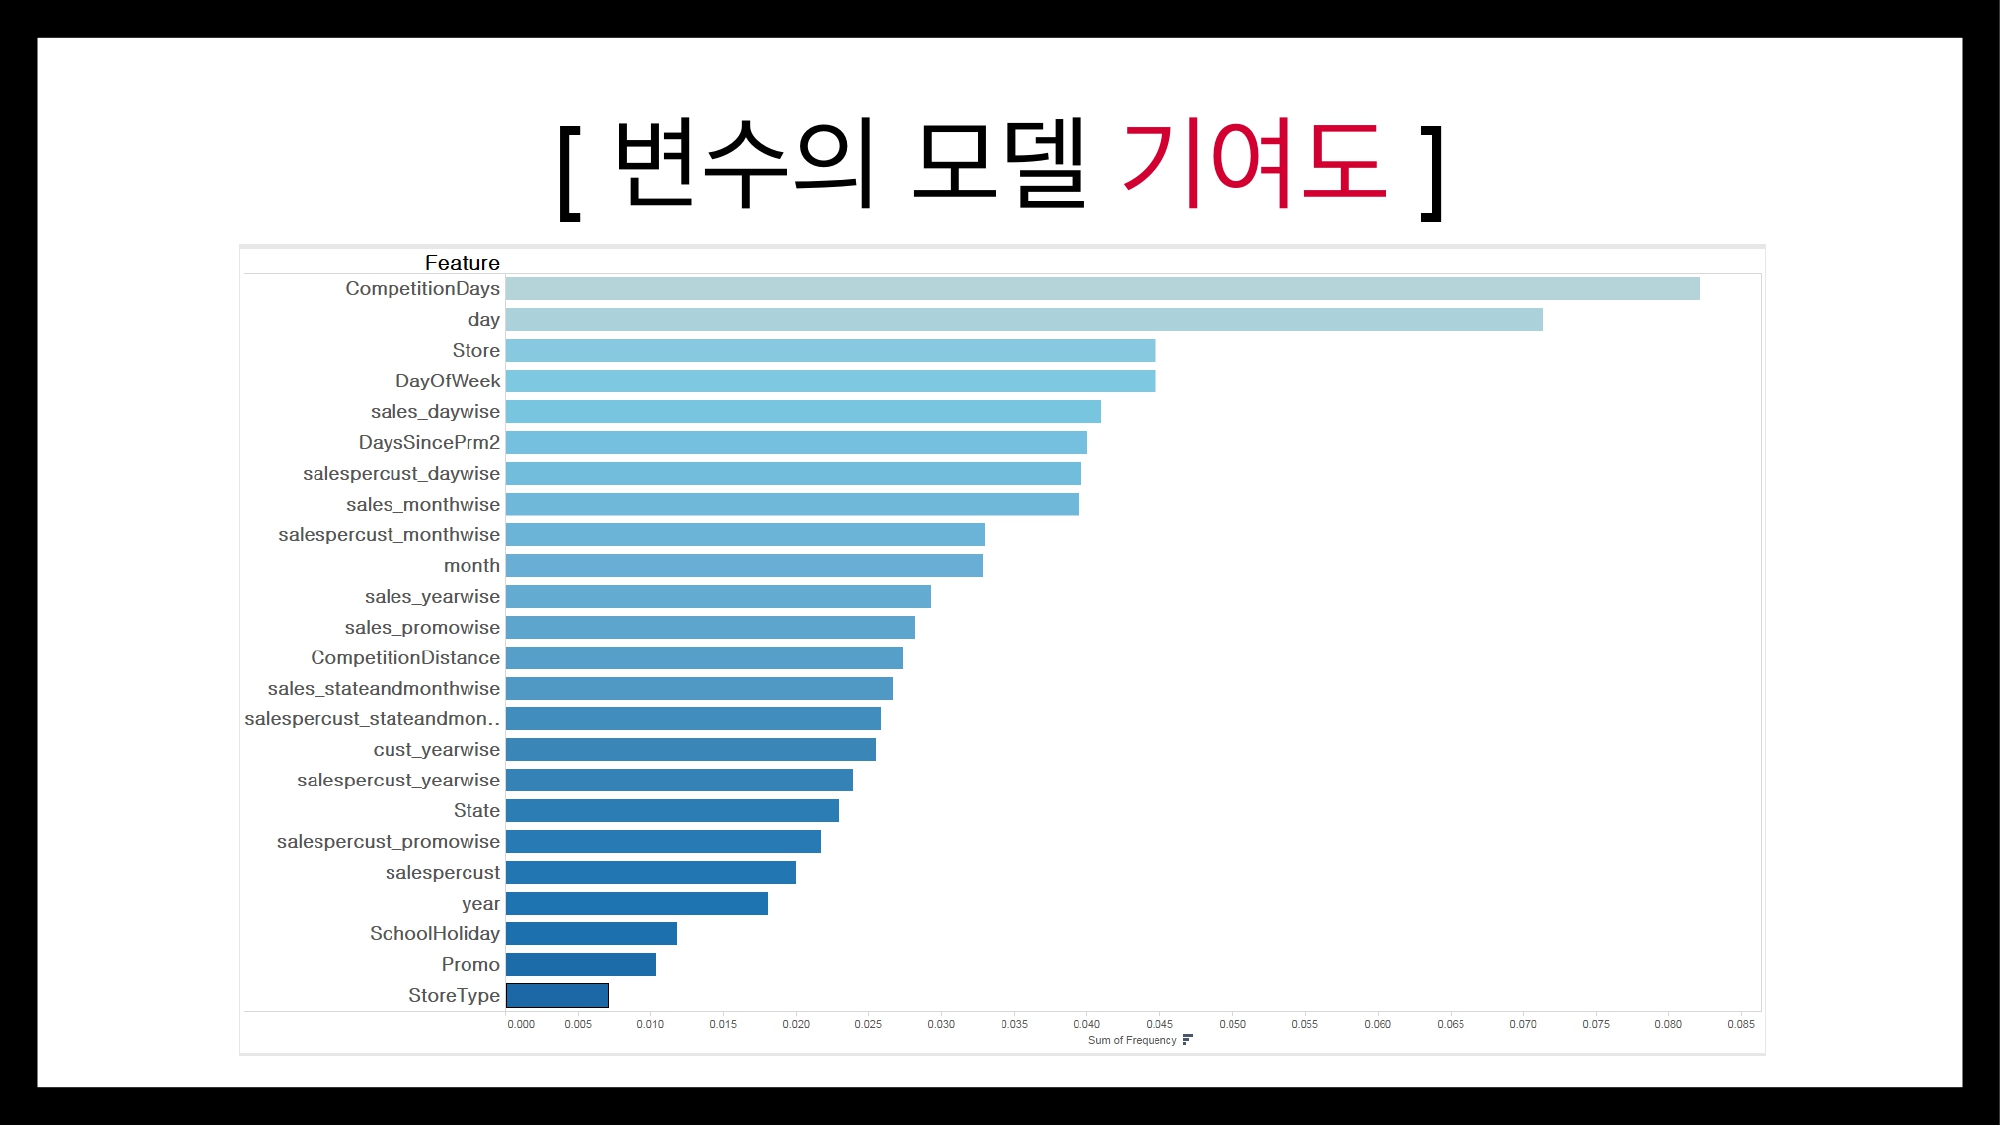 [ 변수의 모델 기여도 ]
Feature
CompetitionDays
day
Store
DayOfWeek
sales_daywise
DaysSincePrm2
salespercust_daywise
sales_monthwise
salespercust_monthwise
month
sales_yearwise
sales_promowise
CompetitionDistance
sales_stateandmonthwise
salespercust_stateandmon..
cust_yearwise
salespercust_yearwise
State
salespercust_promowise
salespercust
year
SchoolHoliday
Promo
StoreType
0.000 0.005 0.010 0.015 0.020 0.025 0.030 0.035 0.040 0.045 0.050 0.055 0.060 0.065 0.070 0.075 0.080 0.085
Sum of Frequency